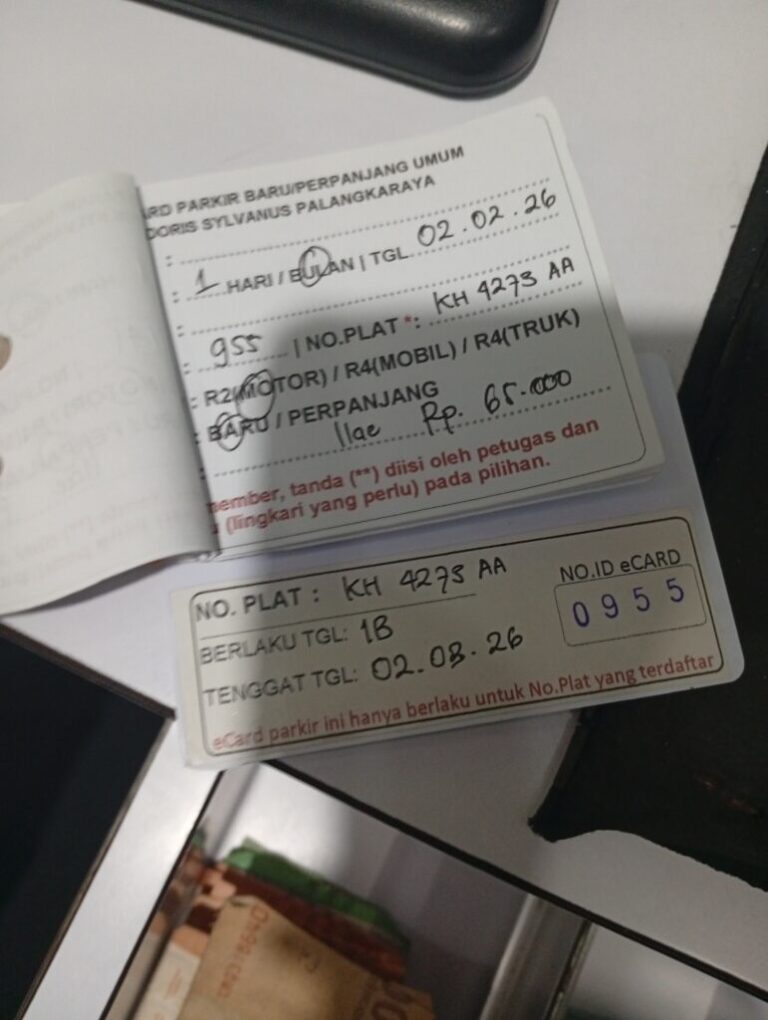 ARD PARKIR BARU/PERPANJANG UMUM
DORIS SYLVANUS PALANGKARAYA
:
: 1 HARI / BULAN | TGL 02.02.26
:
: 955 | NO.PLAT *: KH 4273 AA
: R2(MOTOR) / R4(MOBIL) / R4(TRUK)
: BARU / PERPANJANG
: Rp. 65.000
member, tanda (**) diisi oleh petugas dan
(lingkari yang perlu) pada pilihan.
NO. PLAT : KH 4273 AA
BERLAKU TGL: 1B
TENGGAT TGL: 02.03.26
NO.ID eCARD
0955
eCard parkir ini hanya berlaku untuk No.Plat yang terdaftar